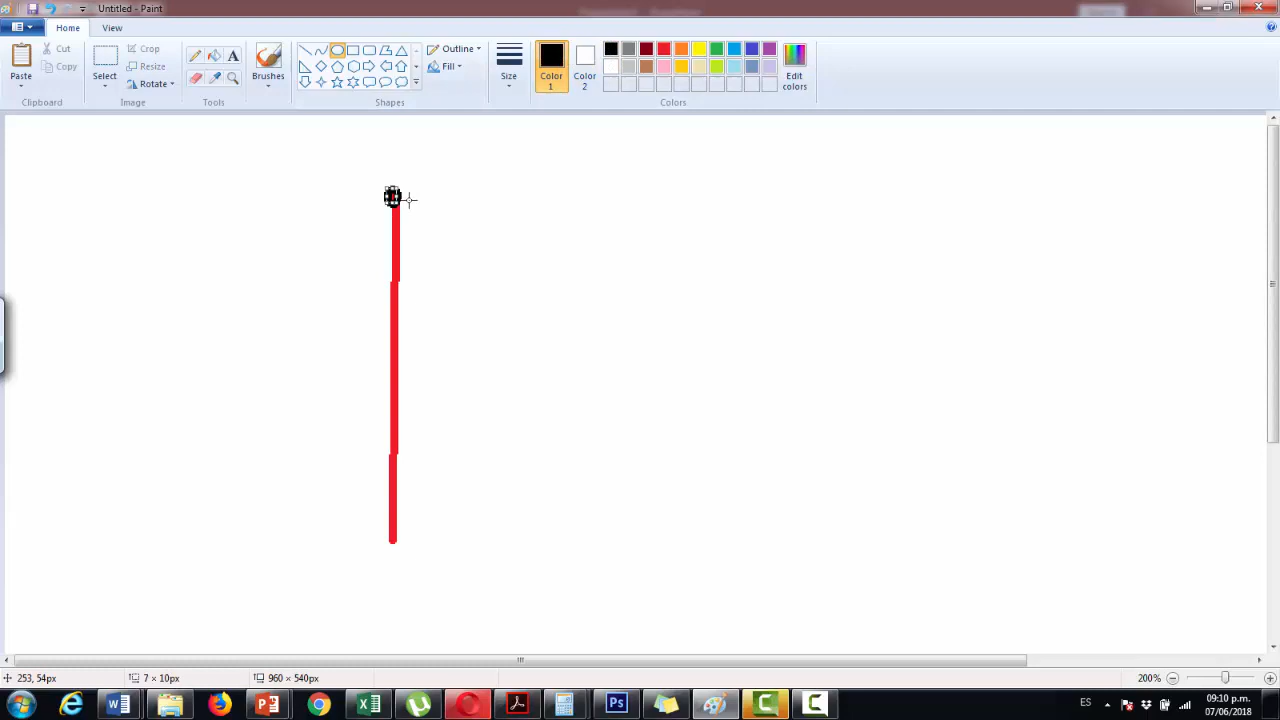 Untitled - Paint
Home
View
Paste
Cut
Copy
Clipboard
Select
Crop
Resize
Rotate
Image
Tools
Brushes
Shapes
Outline
Fill
Size
Color
1
Color
2
Edit
colors
Colors
253, 54px
7 × 10px
960 × 540px
200%
W
P
X
Ps
C
C
ES
09:10 p.m.
07/06/2018